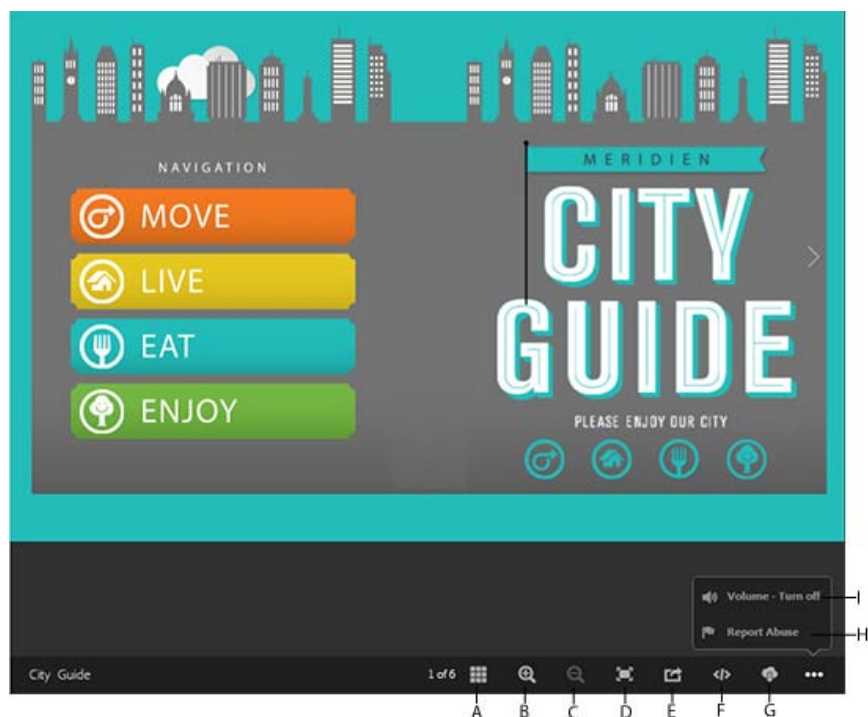 NAVIGATION
MOVE
LIVE
EAT
ENJOY
MERIDIEN
CITY
GUIDE
PLEASE ENJOY OUR CITY
Volume - Turn off
I
Report Abuse
H
City Guide
1 of 6
A
B
C
D
E
F
G